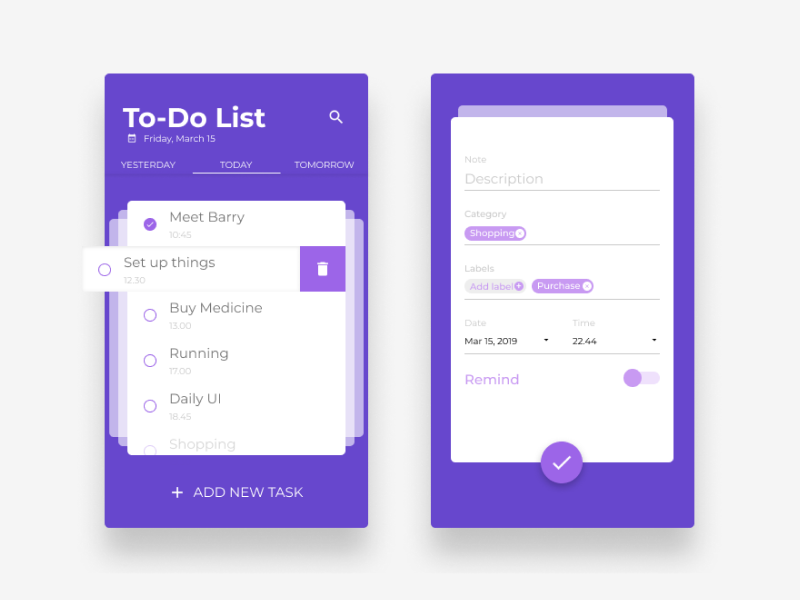 To-Do List
Friday, March 15
YESTERDAY TODAY TOMORROW
Meet Barry
10:45
Set up things
12.30
Buy Medicine
13.00
Running
17.00
Daily UI
18.45
Shopping
+ ADD NEW TASK
Note
Description
Category
Shopping
Labels
Add label Purchase
Date Time
Mar 15, 2019 22.44
Remind